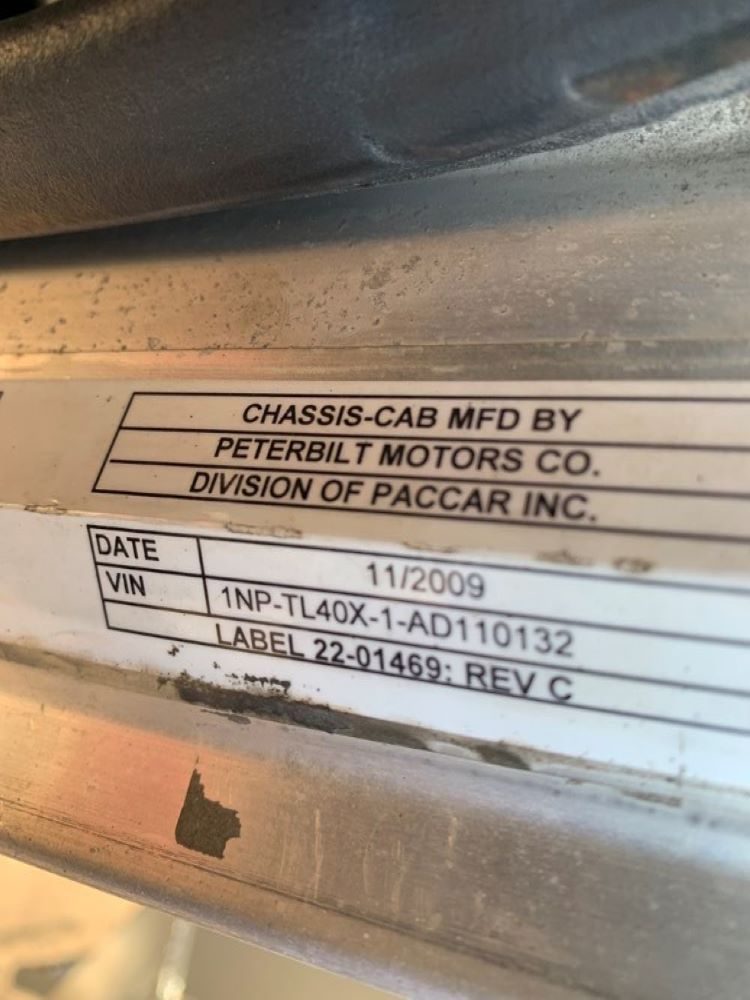 CHASSIS-CAB MFD BY
PETERBILT MOTORS CO.
DIVISION OF PACCAR INC.
DATE 11/2009
VIN 1NP-TL40X-1-AD110132
LABEL 22-01469: REV C